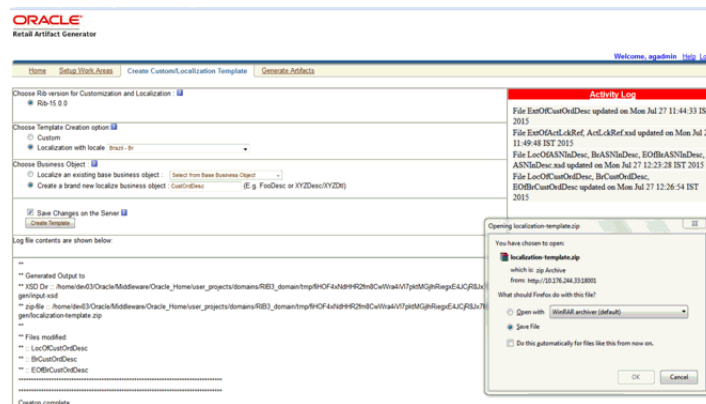 ORACLE
Retail Artifact Generator
Welcome, agadmin Help Lo
Home Setup Work Areas Create Custom/Localization Template Generate Artifacts
Choose Rib version for Customization and Localization :
Rib-15.0.0
Choose Template Creation option:
Custom
Localization with locale Brazil - Br
Choose Business Object :
Localize an existing base business object : Select from Base Business Object
Create a brand new localize business object : CustOrdDesc (E.g. FooDesc or XYZDesc/XYZDtl)
Save Changes on the Server
Create Template
Log file contents are shown below:
**
** Generated Output to
** XSD Dir :: /home/dev03/Oracle/Middleware/Oracle_Home/user_projects/domains/RIB3_domain/tmp/
gen/input-xsd
** zip-file :: /home/dev03/Oracle/Middleware/Oracle_Home/user_projects/domains/RIB3_domain/tmp/
gen/localization-template.zip
**
** Files modified:
** :: LocOfCustOrdDesc
** :: BrCustOrdDesc
** :: EOfBrCustOrdDesc
Creation complete
Activity Log
File ExtOfCustOrdDesc updated on Mon Jul 27 11:44:33 IS
2015
File ExtOfActLckRef, ActLckRef.xsd updated on Mon Jul 2
11:49:48 IST 2015
File LocOfASNInDesc, BrASNInDesc, EOfBrASNInDesc,
ASNInDesc.xsd updated on Mon Jul 27 12:23:28 IST 2015
File LocOfCustOrdDesc, BrCustOrdDesc,
EOfBrCustOrdDesc updated on Mon Jul 27 12:26:54 IST
2015
Opening localization-template.zip
You have chosen to open:
localization-template.zip
which is: zip Archive
from: http://10.176.244.33:18001
What should Firefox do with this file?
Open with WinRAR archiver (default)
Save File
Do this automatically for files like this from now on.
OK Cancel